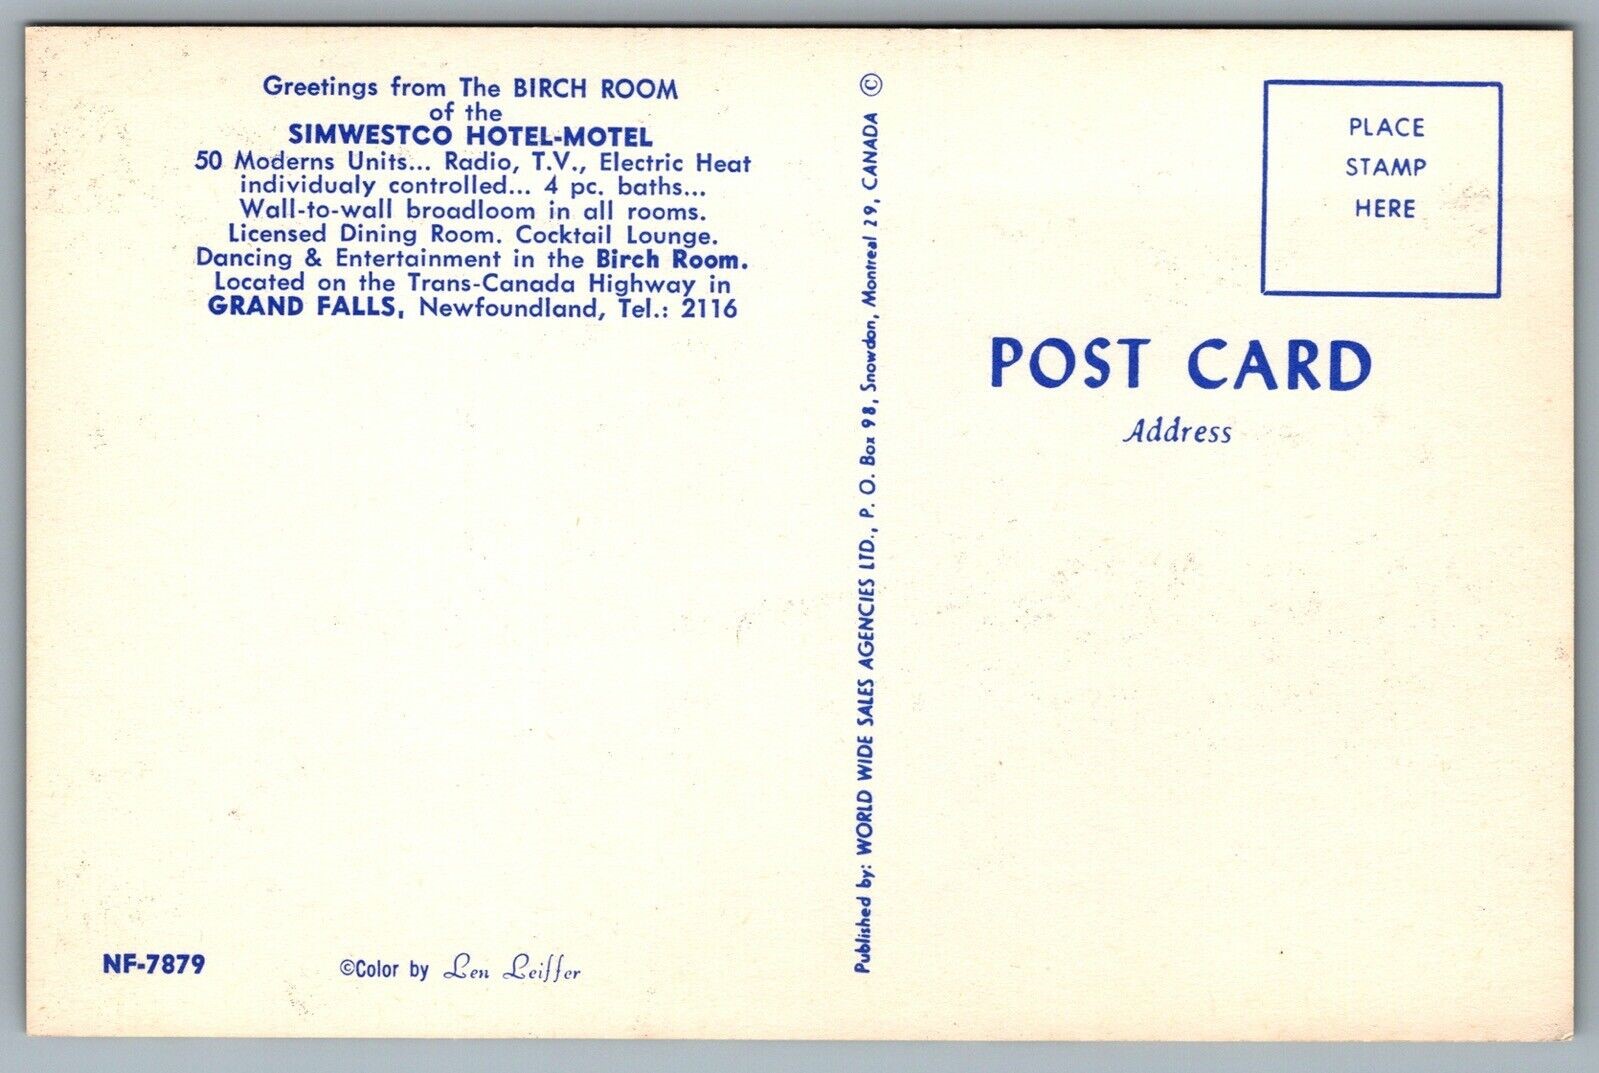 Greetings from The BIRCH ROOM
of the
SIMWESTCO HOTEL-MOTEL
50 Moderns Units... Radio, T.V., Electric Heat
individualy controlled... 4 pc. baths...
Wall-to-wall broadloom in all rooms.
Licensed Dining Room. Cocktail Lounge.
Dancing & Entertainment in the Birch Room.
Located on the Trans-Canada Highway in
GRAND FALLS, Newfoundland, Tel.: 2116
NF-7879
©Color by Len Leiffer
Published by: WORLD WIDE SALES AGENCIES LTD., P. O. Box 98, Snowdon, Montreal 29, CANADA ©
PLACE
STAMP
HERE
POST CARD
Address